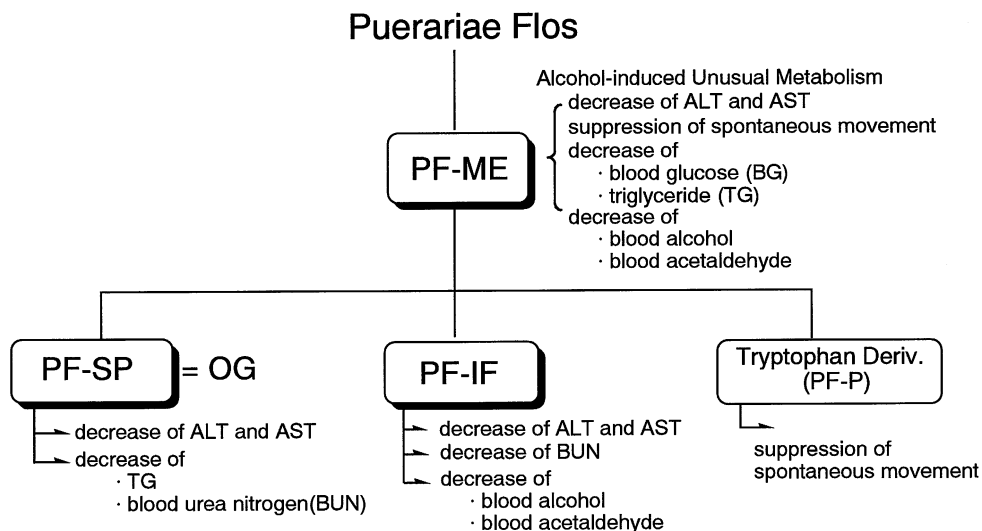 Puerariae Flos
Alcohol-induced Unusual Metabolism
decrease of ALT and AST
suppression of spontaneous movement
decrease of
· blood glucose (BG)
· triglyceride (TG)
decrease of
· blood alcohol
· blood acetaldehyde
PF-ME
PF-SP = OG
decrease of ALT and AST
decrease of
· TG
· blood urea nitrogen(BUN)
PF-IF
decrease of ALT and AST
decrease of BUN
decrease of
· blood alcohol
· blood acetaldehyde
Tryptophan Deriv.
(PF-P)
suppression of
spontaneous movement